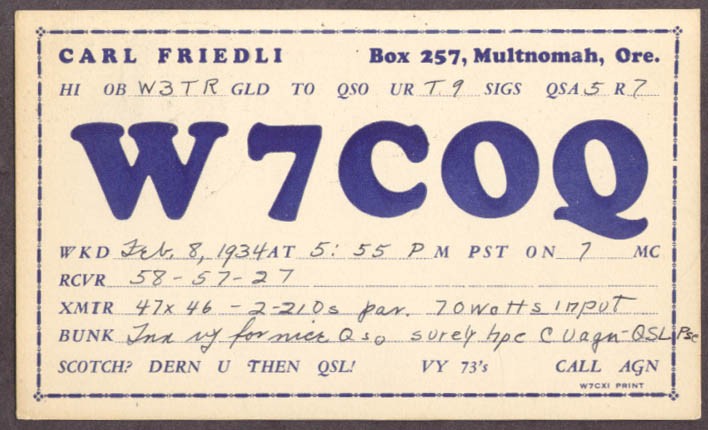 CARL FRIEDLI Box 257, Multnomah, Ore.
HI OB W3TR GLD TO QSO UR T9 SIGS QSA 5 R 7
W7COQ
WKD Feb. 8, 1934 AT 5:55 P M PST ON 7 MC
RCVR 58-57-27
XMTR 47x46 - 2-210s par. 70 watts input
BUNK Tnx vy for nice Qso surely hpe C U agn - QSL Pse
SCOTCH? DERN U THEN QSL! VY 73's CALL AGN
W7CXI PRINT